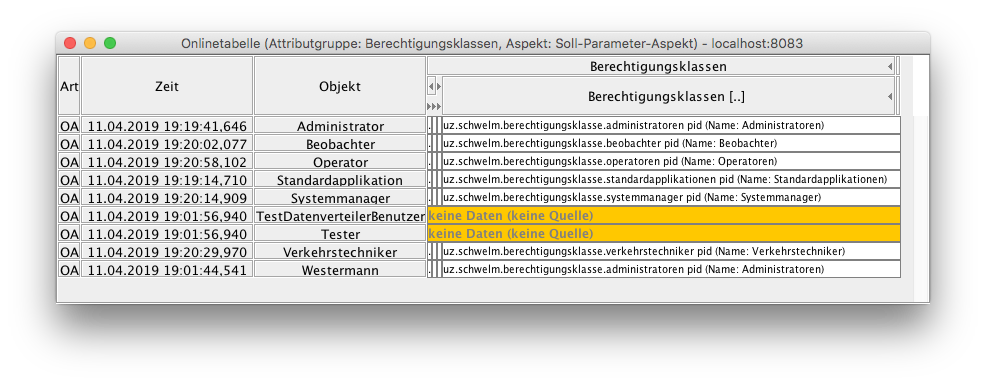 Onlinetabelle (Attributgruppe: Berechtigungsklassen, Aspekt: Soll-Parameter-Aspekt) - localhost:8083
Art Zeit Objekt Berechtigungsklassen
Berechtigungsklassen [..]
OA 11.04.2019 19:19:41,646 Administrator . uz.schwelm.berechtigungsklasse.administratoren pid (Name: Administratoren)
OA 11.04.2019 19:20:02,077 Beobachter . uz.schwelm.berechtigungsklasse.beobachter pid (Name: Beobachter)
OA 11.04.2019 19:20:58,102 Operator . uz.schwelm.berechtigungsklasse.operatoren pid (Name: Operatoren)
OA 11.04.2019 19:19:14,710 Standardapplikation . uz.schwelm.berechtigungsklasse.standardapplikationen pid (Name: Standardapplikationen)
OA 11.04.2019 19:20:14,909 Systemmanager . uz.schwelm.berechtigungsklasse.systemmanager pid (Name: Systemmanager)
OA 11.04.2019 19:01:56,940 TestDatenverteilerBenutzer keine Daten (keine Quelle)
OA 11.04.2019 19:01:56,940 Tester keine Daten (keine Quelle)
OA 11.04.2019 19:20:29,970 Verkehrstechniker . uz.schwelm.berechtigungsklasse.verkehrstechniker pid (Name: Verkehrstechniker)
OA 11.04.2019 19:01:44,541 Westermann . uz.schwelm.berechtigungsklasse.administratoren pid (Name: Administratoren)